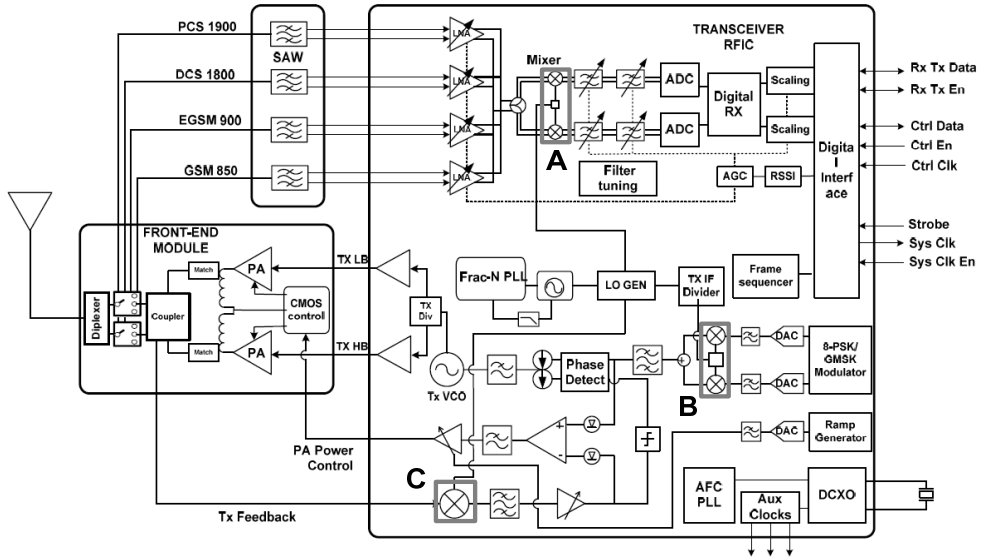 PCS 1900
SAW
DCS 1800
EGSM 900
GSM 850
LNA
LNA
LNA
LNA
Mixer
A
TRANSCEIVER
RFIC
ADC
ADC
Digital
RX
Scaling
Scaling
Filter
tuning
AGC
RSSI
Digita
l
Interf
ace
Rx Tx Data
Rx Tx En
Ctrl Data
Ctrl En
Ctrl Clk
Strobe
Sys Clk
Sys Clk En
FRONT-END
MODULE
Diplexer
Match
PA
Coupler
CMOS
controll
Match
PA
TX LB
TX HB
TX
Div
Tx VCO
Frac-N PLL
LO GEN
TX IF
Divider
Frame
sequencer
Phase
Detect
+
B
DAC
DAC
8-PSK/
GMSK
Modulator
DAC
Ramp
Generator
+
-
PA Power
Control
C
Tx Feedback
AFC
PLL
Aux
Clocks
DCXO